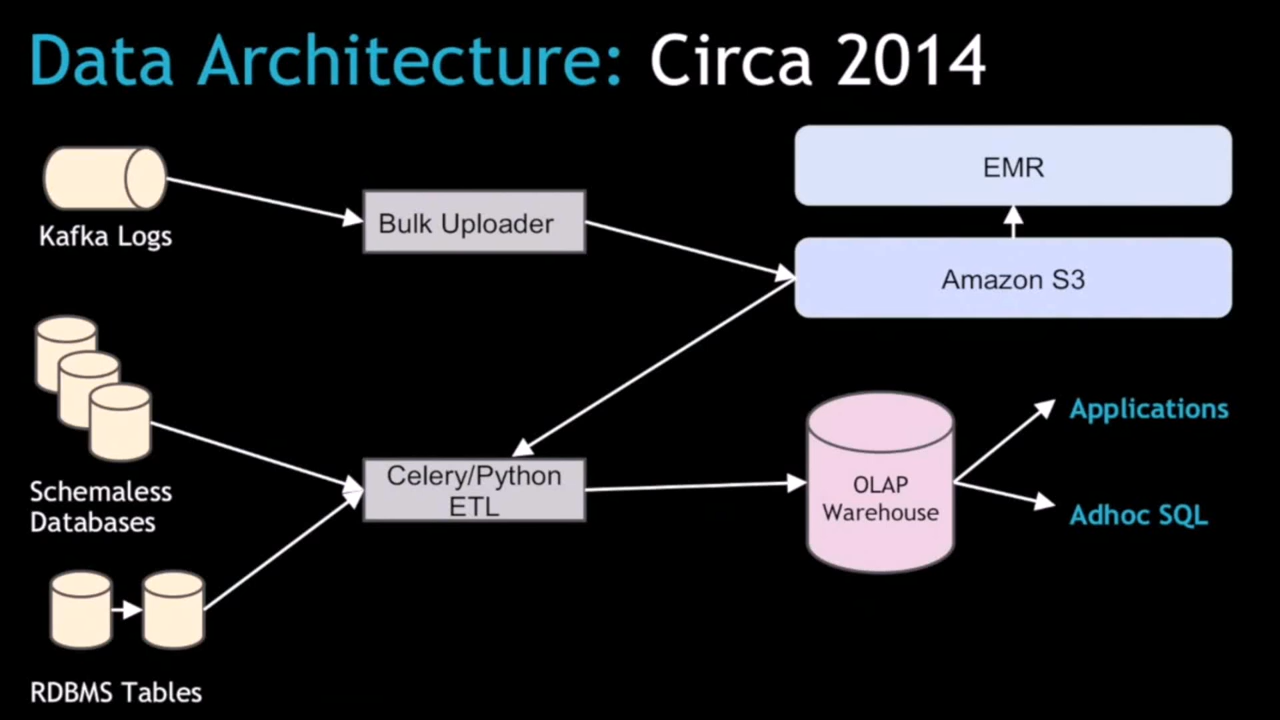 Data Architecture: Circa 2014
EMR
Kafka Logs
Bulk Uploader
Amazon S3
Schemaless
Databases
Celery/Python
ETL
OLAP
Warehouse
Applications
Adhoc SQL
RDBMS Tables